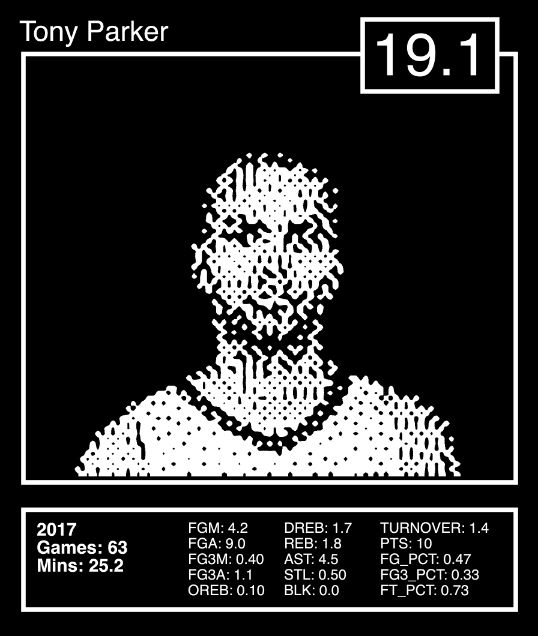 Tony Parker
19.1
2017
Games: 63
Mins: 25.2
FGM: 4.2
FGA: 9.0
FG3M: 0.40
FG3A: 1.1
OREB: 0.10
DREB: 1.7
REB: 1.8
AST: 4.5
STL: 0.50
BLK: 0.0
TURNOVER: 1.4
PTS: 10
FG_PCT: 0.47
FG3_PCT: 0.33
FT_PCT: 0.73